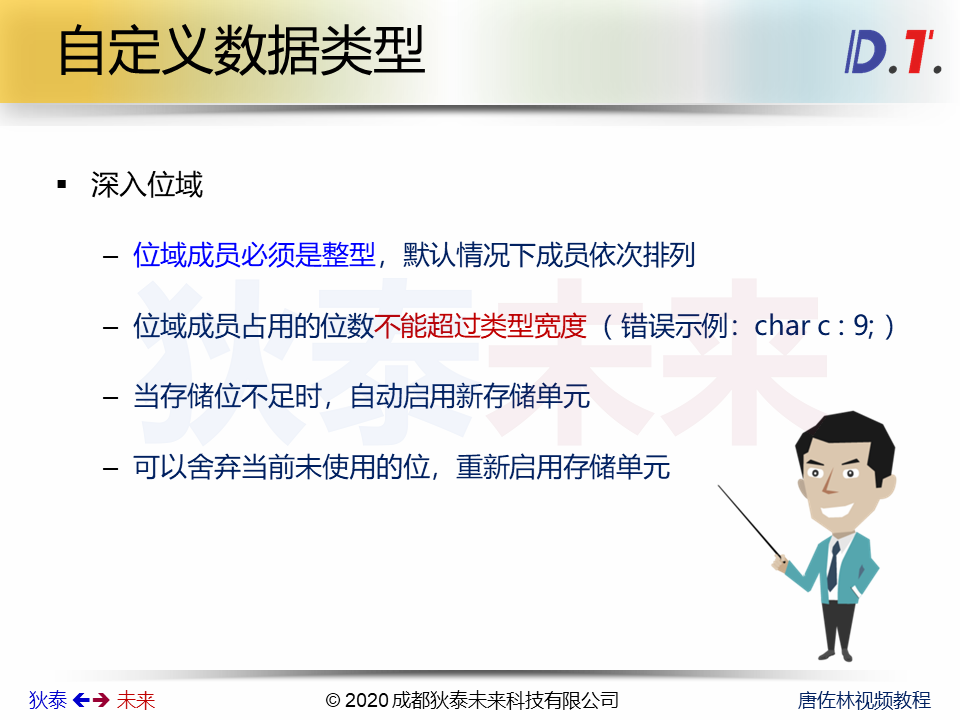 自定义数据类型
D.T.
▪ 深入位域
– 位域成员必须是整型，默认情况下成员依次排列
– 位域成员占用的位数不能超过类型宽度（错误示例：char c : 9;）
– 当存储位不足时，自动启用新存储单元
– 可以舍弃当前未使用的位，重新启用存储单元
狄泰未来
狄泰 🡸🡺 未来
© 2020 成都狄泰未来科技有限公司
唐佐林视频教程